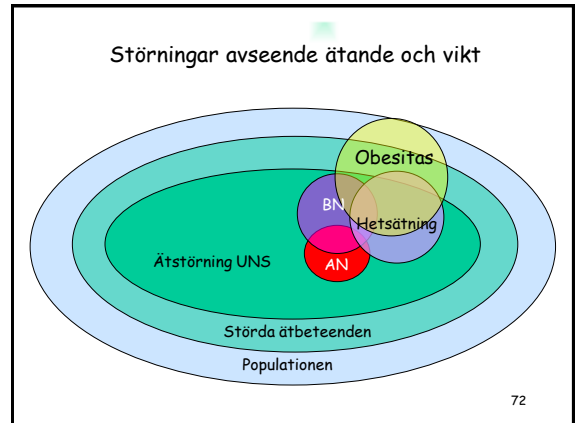 Störningar avseende ätande och vikt
Obesitas
BN
Hetsätning
Ätstörning UNS
AN
Störda ätbeteenden
Populationen
72